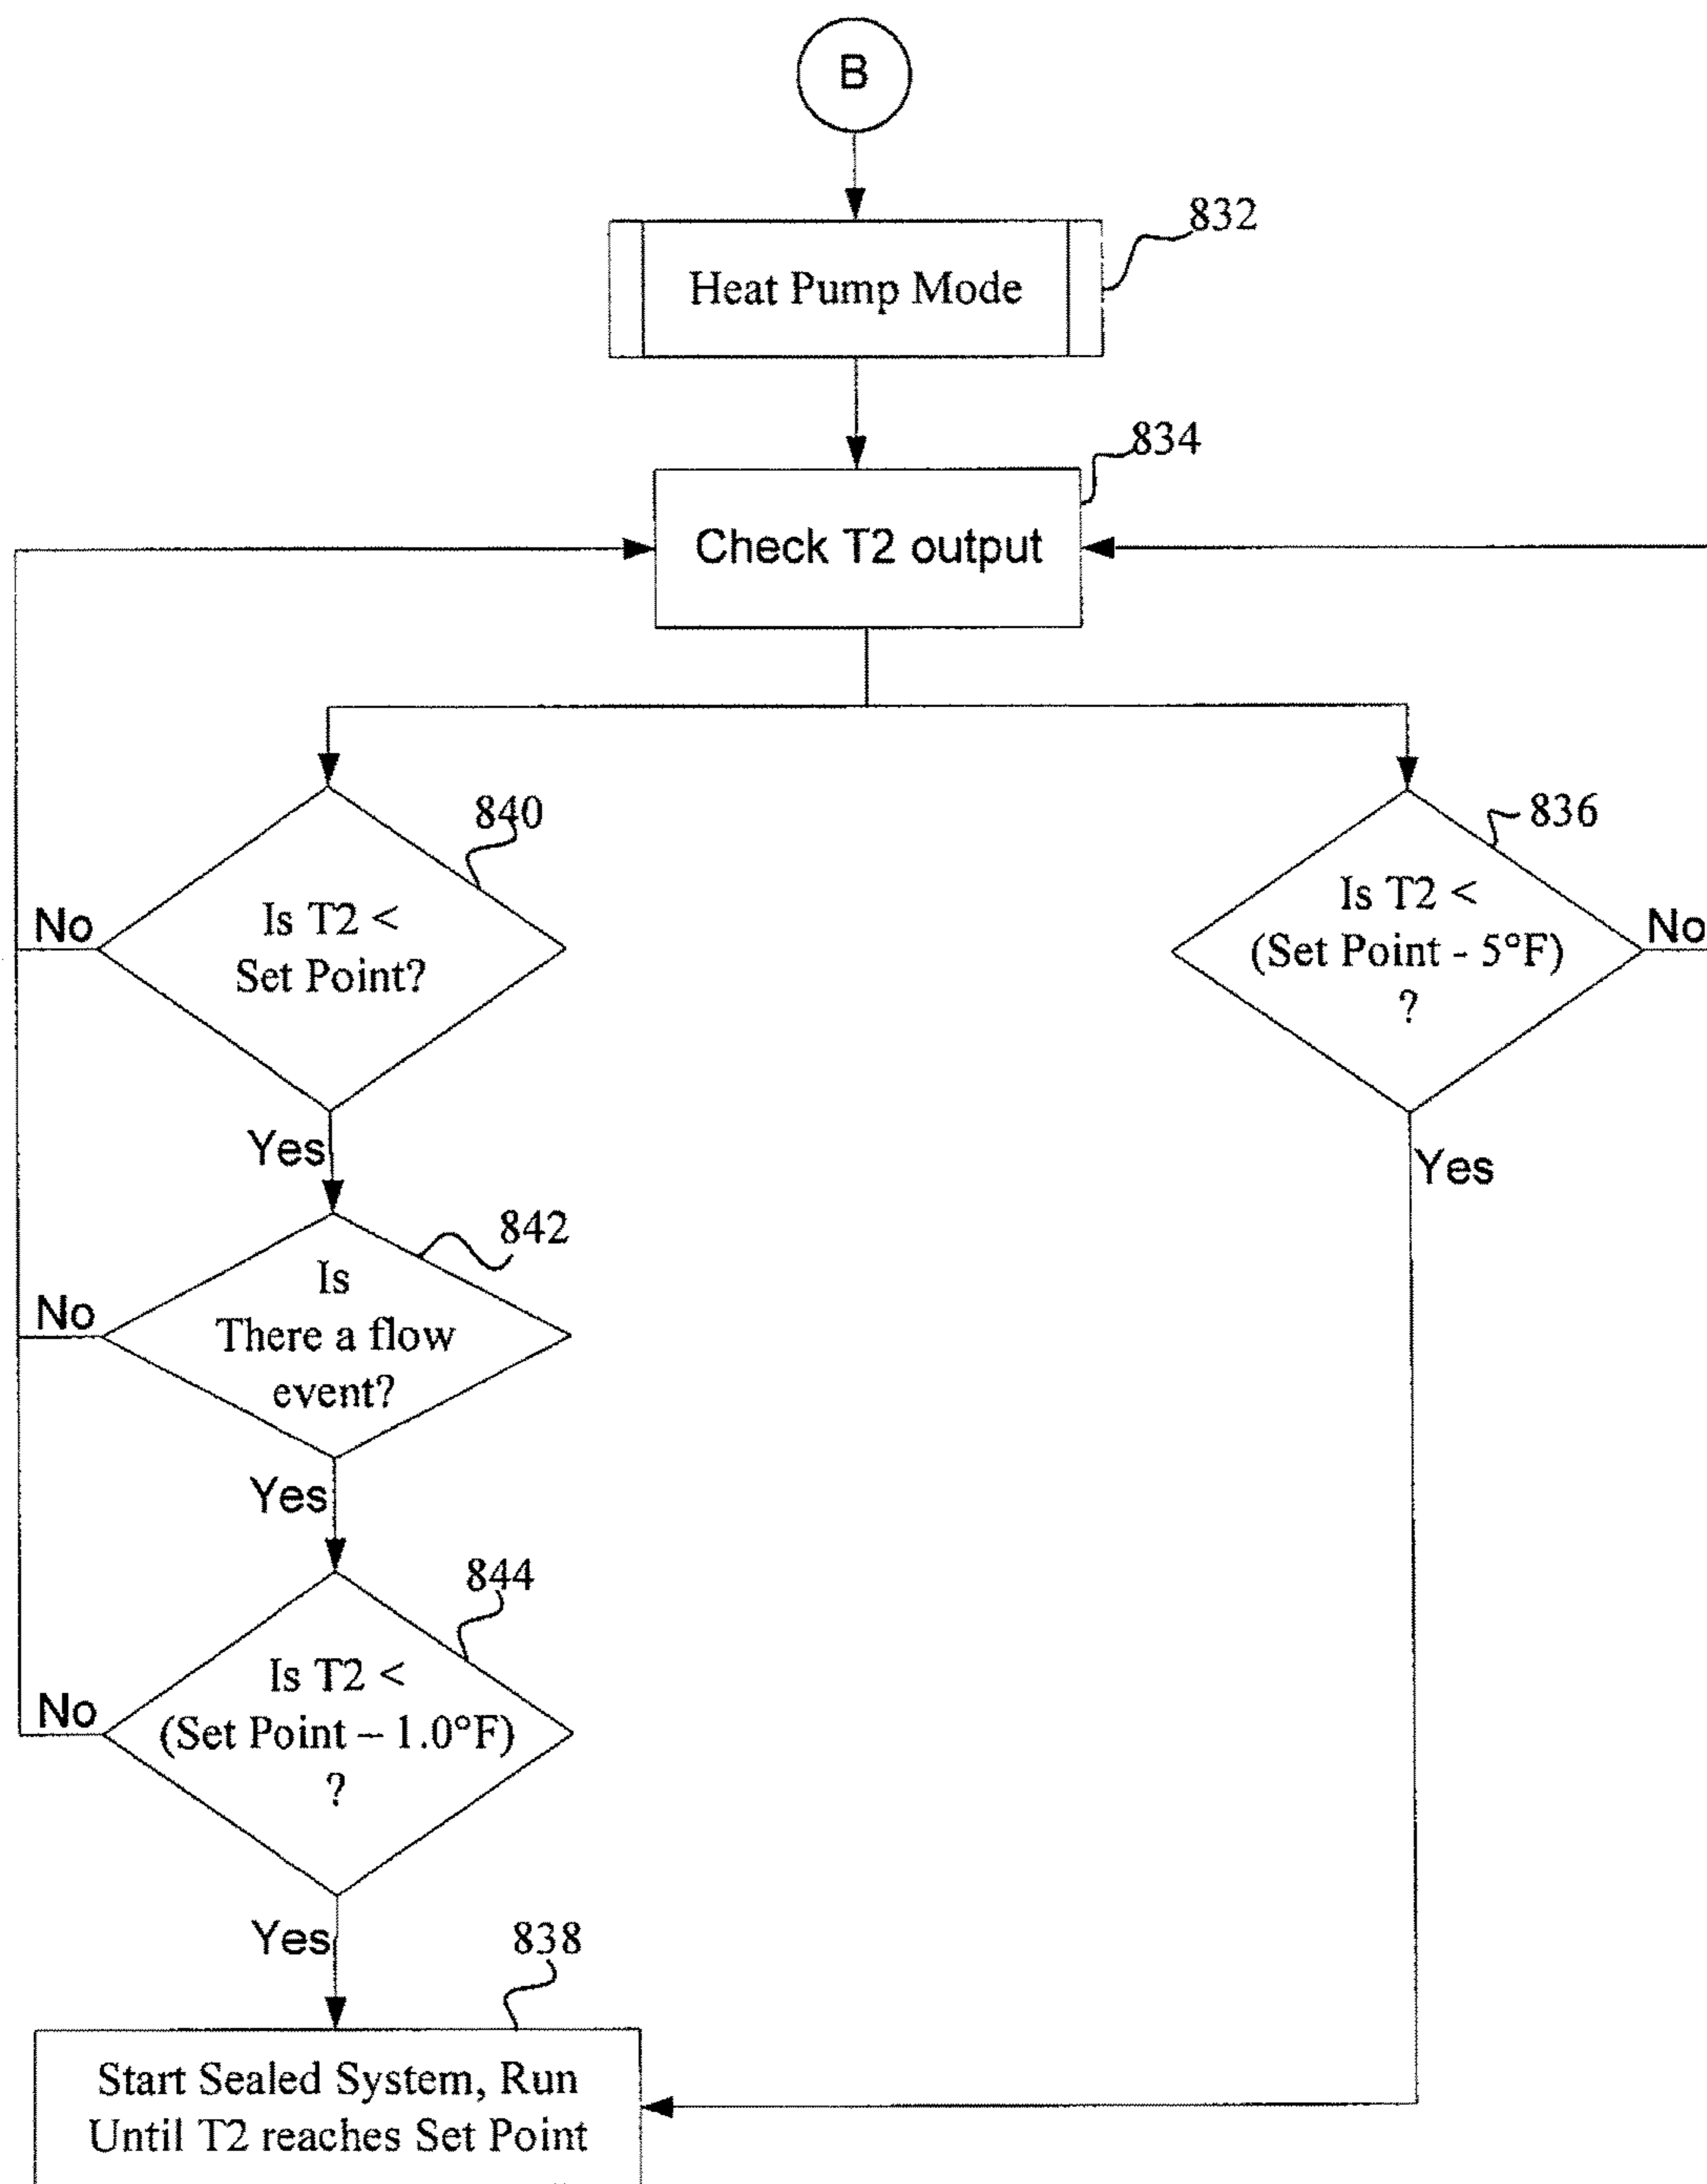 B
832
Heat Pump Mode
834
Check T2 output
840
Is T2 <
Set Point?
No
Yes
836
Is T2 <
(Set Point - 5°F)
?
No
Yes
842
Is
There a flow
event?
No
Yes
844
Is T2 <
(Set Point – 1.0°F)
?
No
Yes
838
Start Sealed System, Run
Until T2 reaches Set Point